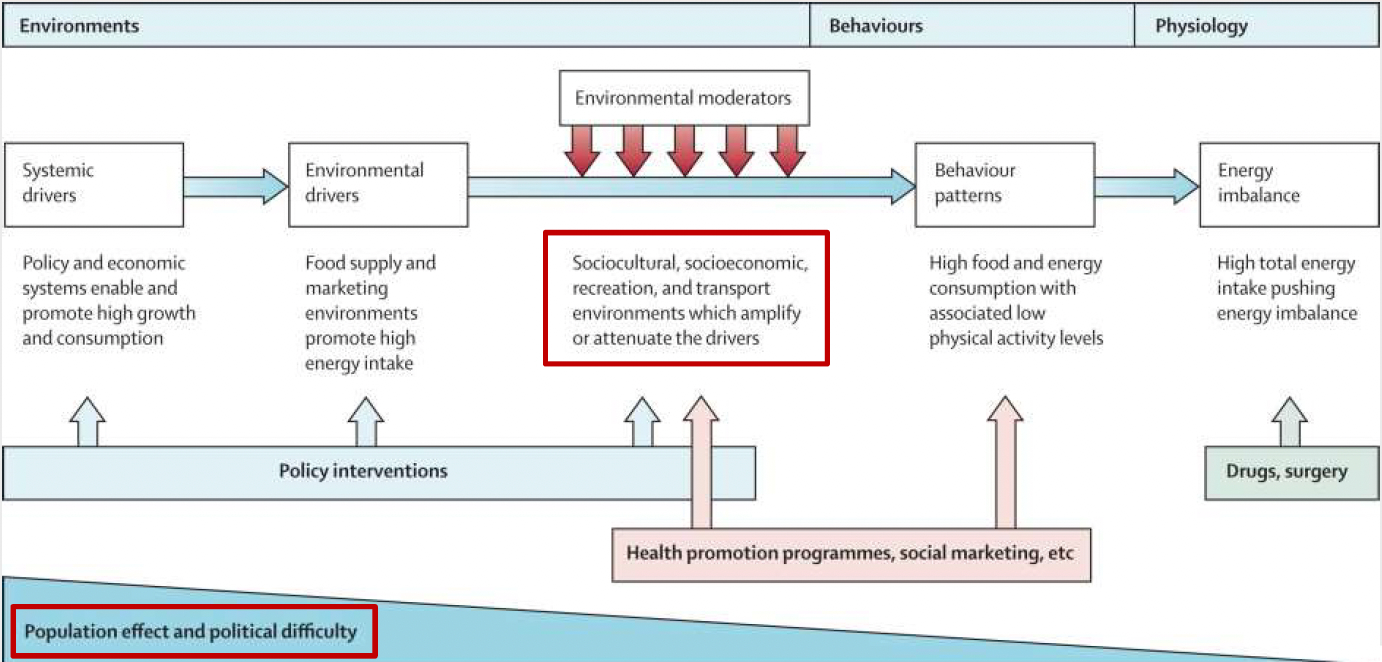 Environments
Behaviours
Physiology
Environmental moderators
Systemic
drivers
Environmental
drivers
Behaviour
patterns
Energy
imbalance
Policy and economic
systems enable and
promote high growth
and consumption
Food supply and
marketing
environments
promote high
energy intake
Sociocultural, socioeconomic,
recreation, and transport
environments which amplify
or attenuate the drivers
High food and energy
consumption with
associated low
physical activity levels
High total energy
intake pushing
energy imbalance
Policy interventions
Drugs, surgery
Health promotion programmes, social marketing, etc
Population effect and political difficulty